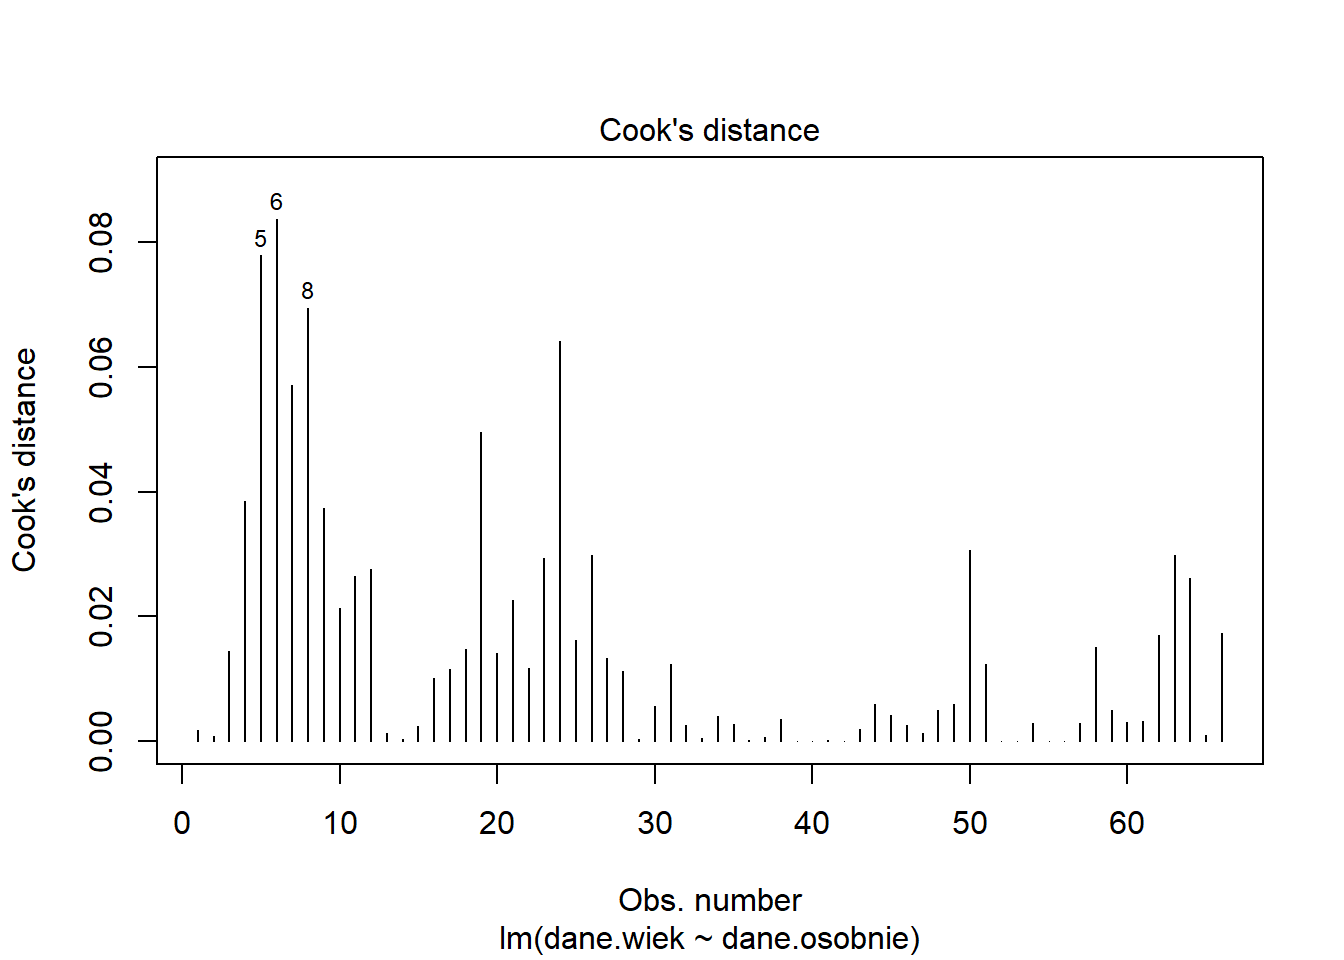 Cook's distance
Cook's distance
0.00 0.02 0.04 0.06 0.08
5
6
8
0 10 20 30 40 50 60
Obs. number
lm(dane.wiek ~ dane.osobnie)